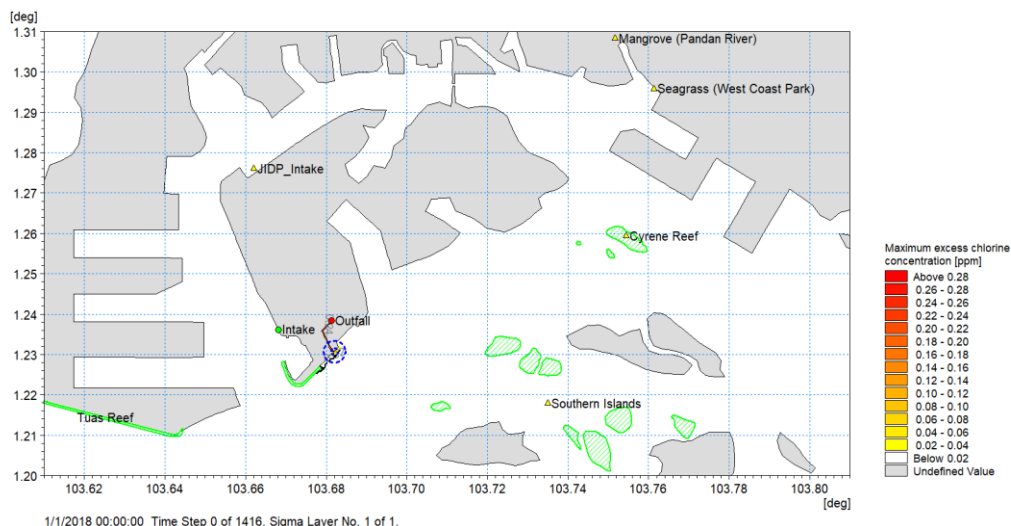 [deg]
1.31
Mangrove (Pandan River)
1.30
Seagrass (West Coast Park)
1.29
1.28
JIDP_Intake
1.27
1.26
Cyrene Reef
1.25
1.24
Outfall
Intake
1.23
1.22
Southern Islands
Tuas Reef
1.21
1.20
103.62 103.64 103.66 103.68 103.70 103.72 103.74 103.76 103.78 103.80
[deg]
1/1/2018 00:00:00 Time Step 0 of 1416. Sigma Layer No. 1 of 1.
Maximum excess chlorine
concentration [ppm]
Above 0.28
0.26 - 0.28
0.24 - 0.26
0.22 - 0.24
0.20 - 0.22
0.18 - 0.20
0.16 - 0.18
0.14 - 0.16
0.12 - 0.14
0.10 - 0.12
0.08 - 0.10
0.06 - 0.08
0.04 - 0.06
0.02 - 0.04
Below 0.02
Undefined Value